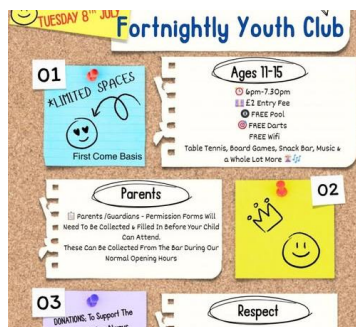 TUESDAY 8TH JULY
Fortnightly Youth Club
01
*LIMITED SPACES
First Come Basis
Ages 11-15
6pm-7.30pm
£2 Entry Fee
FREE Pool
FREE Darts
FREE Wifi
Table Tennis, Board Games, Snack Bar, Music &
a Whole Lot More
Parents
Parents /Guardians - Permission Forms Will
Need To Be Collected & Filled In Before Your Child
Can Attend.
These Can Be Collected From The Bar During Our
Normal Opening Hours
02
03
DONATIONS; To Support The
Respect